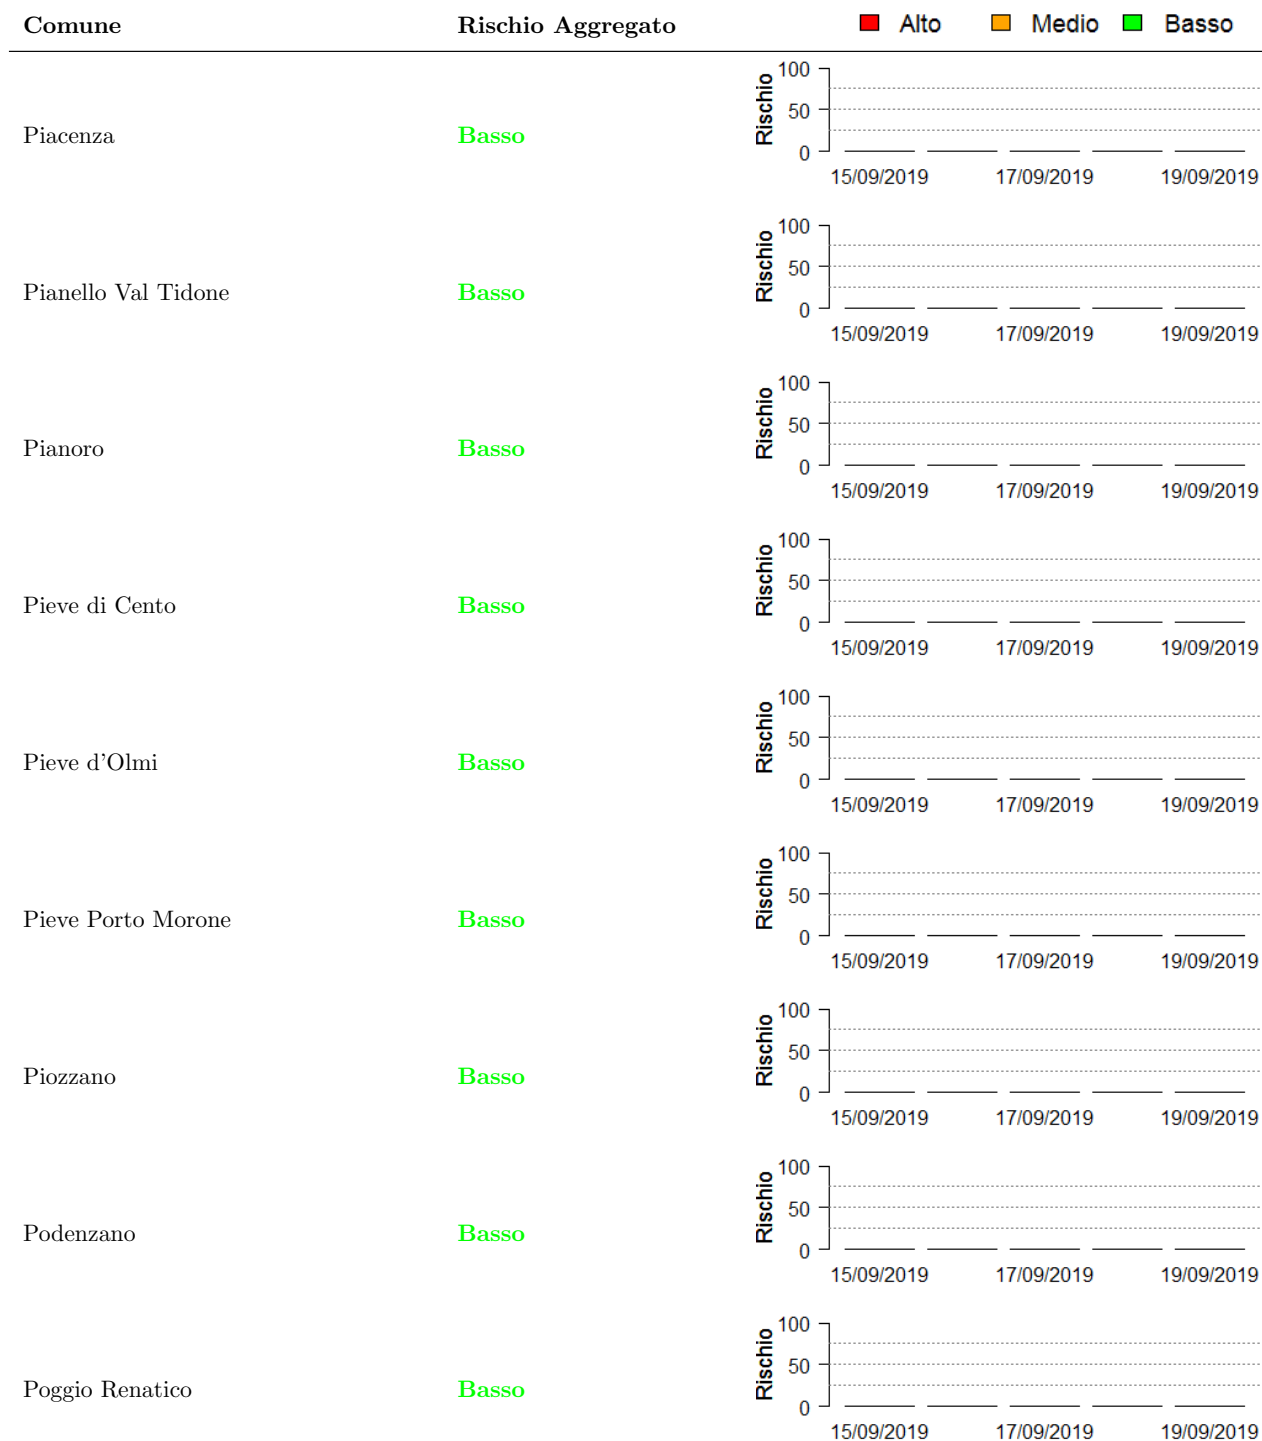 Comune Rischio Aggregato Alto Medio Basso
100
50
0
Rischio
Piacenza Basso
15/09/2019 17/09/2019 19/09/2019
100
50
0
Rischio
Pianello Val Tidone Basso
15/09/2019 17/09/2019 19/09/2019
100
50
0
Rischio
Pianoro Basso
15/09/2019 17/09/2019 19/09/2019
100
50
0
Rischio
Pieve di Cento Basso
15/09/2019 17/09/2019 19/09/2019
100
50
0
Rischio
Pieve d'Olmi Basso
15/09/2019 17/09/2019 19/09/2019
100
50
0
Rischio
Pieve Porto Morone Basso
15/09/2019 17/09/2019 19/09/2019
100
50
0
Rischio
Piozzano Basso
15/09/2019 17/09/2019 19/09/2019
100
50
0
Rischio
Podenzano Basso
15/09/2019 17/09/2019 19/09/2019
100
50
0
Rischio
Poggio Renatico Basso
15/09/2019 17/09/2019 19/09/2019